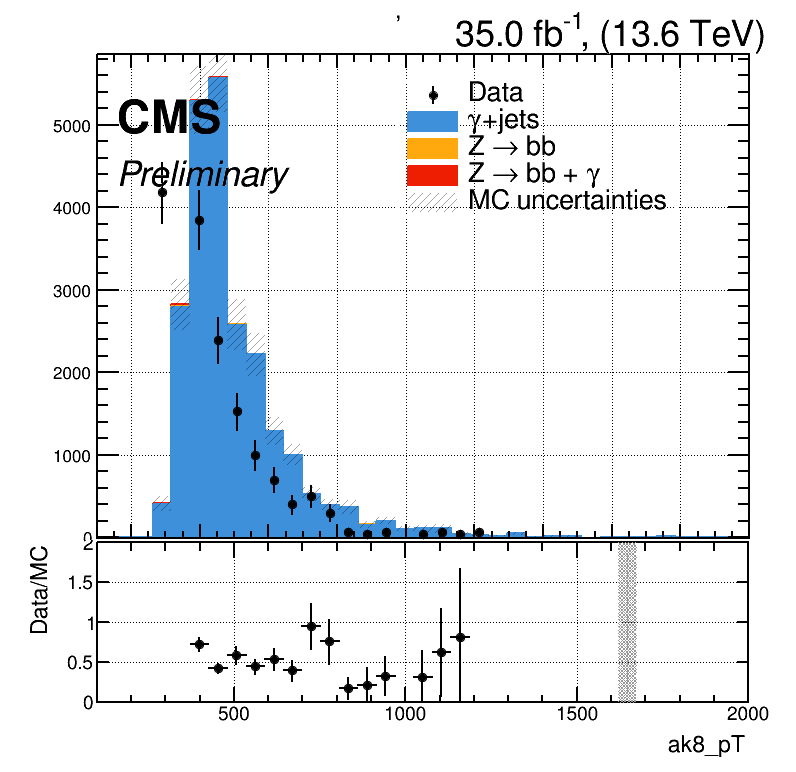 ,
35.0 fb-1, (13.6 TeV)
CMS
Preliminary
Data
γ+jets
Z → bb
Z → bb + γ
MC uncertainties
5000
4000
3000
2000
1000
0
Data/MC
2
1.5
1
0.5
0
500 1000 1500 2000
ak8_pT